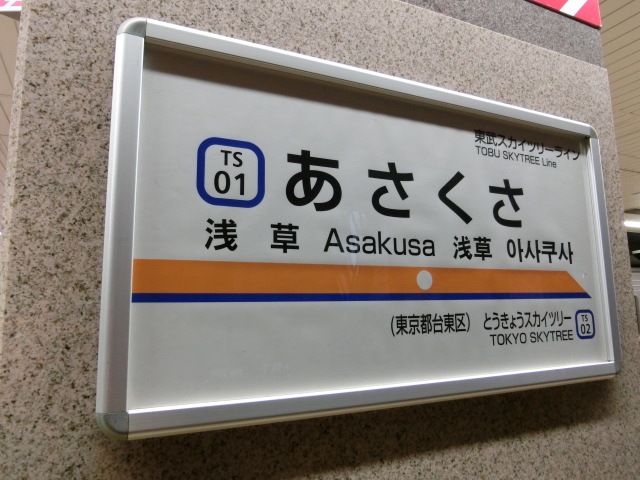 東武スカイツリーライン
TOBU SKYTREE Line
TS 01 あさくさ
浅草 Asakusa 浅草 아사쿠사
(東京都台東区) とうきょうスカイツリー TS 02
TOKYO SKYTREE